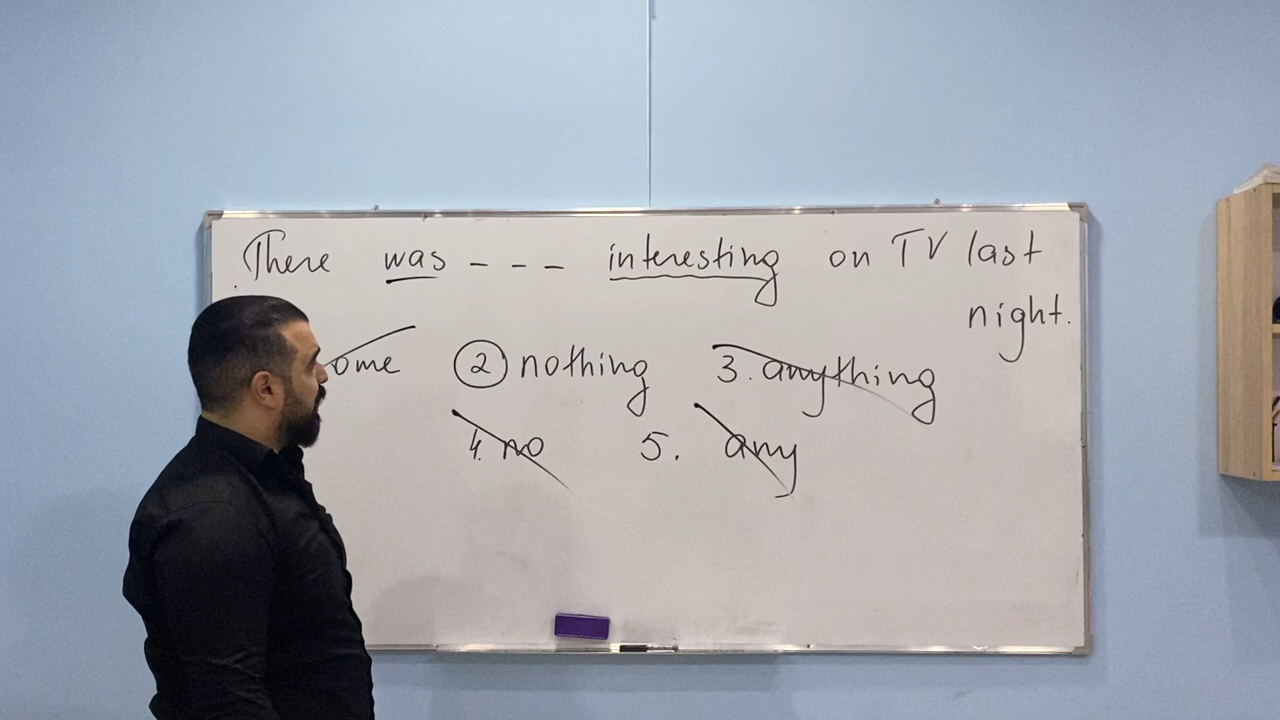 There was - - - interesting on TV last
night.
ome 2 nothing 3. anything
4. no 5. any